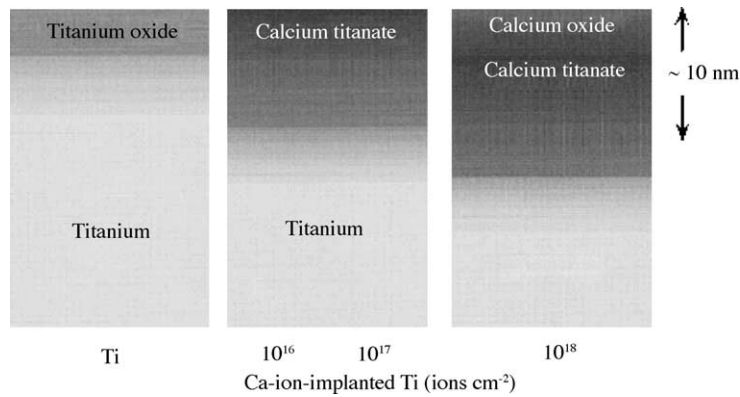 Titanium oxide
Titanium
Ti
Calcium titanate
Titanium
10¹⁶ 10¹⁷
Calcium oxide
Calcium titanate
10¹⁸
~ 10 nm
Ca-ion-implanted Ti (ions cm⁻²)